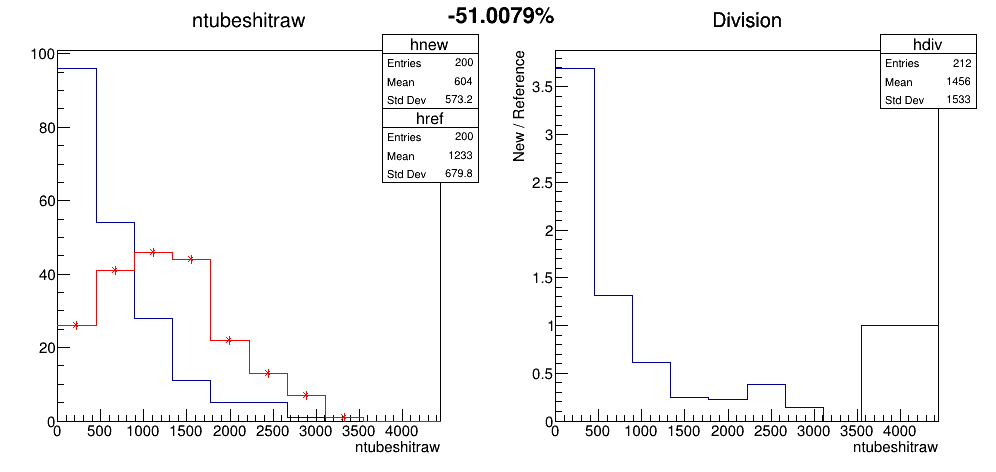 -51.0079%
ntubeshitraw
hnew
Entries 200
Mean 604
Std Dev 573.2
href
Entries 200
Mean 1233
Std Dev 679.8
100
80
60
40
20
0
0 500 1000 1500 2000 2500 3000 3500 4000
ntubeshitraw
Division
hdiv
Entries 212
Mean 1456
Std Dev 1533
New / Reference
3.5
3
2.5
2
1.5
1
0.5
0
0 500 1000 1500 2000 2500 3000 3500 4000
ntubeshitraw